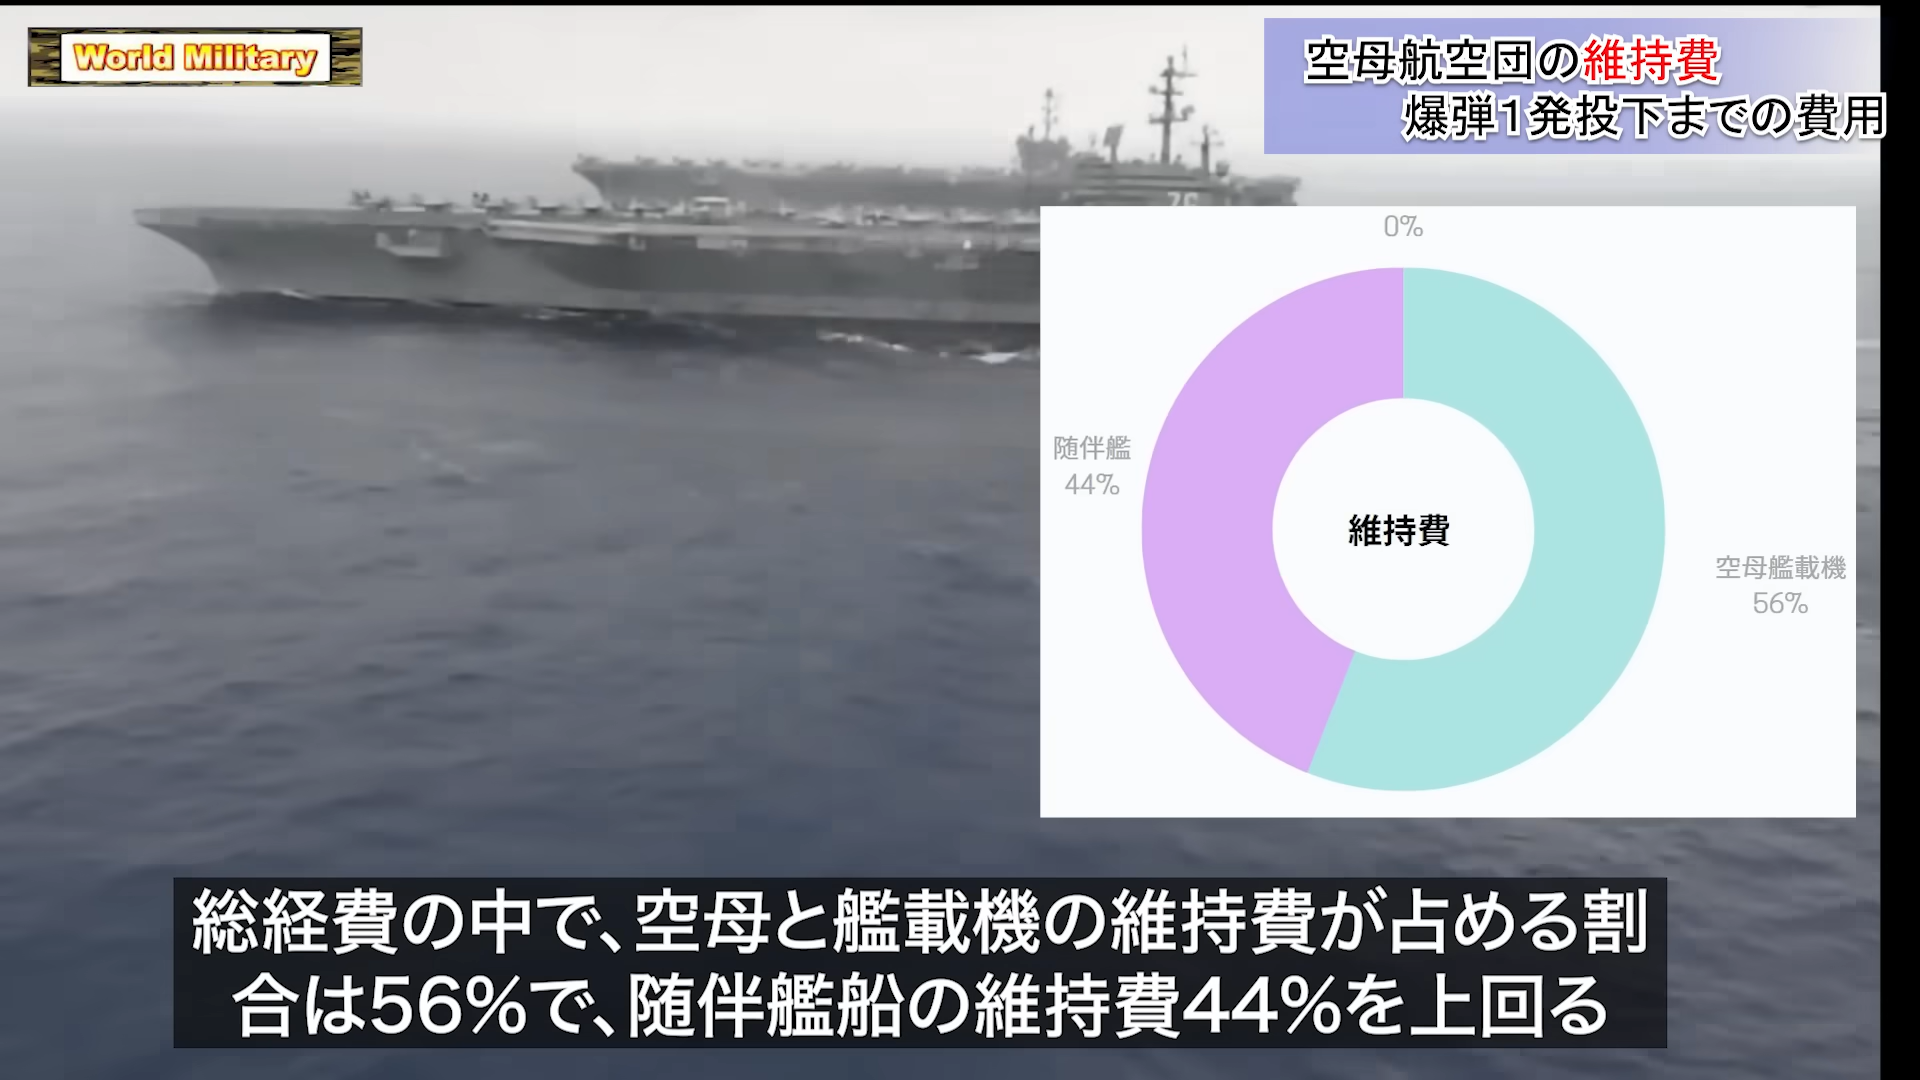 World Military
空母航空団の維持費
爆弾1発投下までの費用
0%
随伴艦
44%
維持費
空母艦載機
56%
総経費の中で、空母と艦載機の維持費が占める割
合は56%で、随伴艦船の維持費44%を上回る